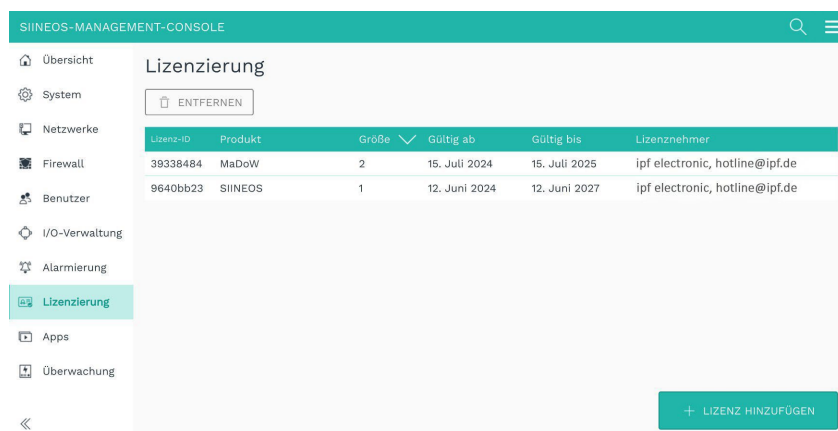 SIINEOS-MANAGEMENT-CONSOLE
Übersicht
System
Netzwerke
Firewall
Benutzer
I/O-Verwaltung
Alarmierung
Lizenzierung
Apps
Überwachung
Lizenzierung
ENTFERNEN
Lizenz-ID Produkt Größe Gültig ab Gültig bis Lizenznehmer
39338484 MaDoW 2 15. Juli 2024 15. Juli 2025 ipf electronic, hotline@ipf.de
9640bb23 SIINEOS 1 12. Juni 2024 12. Juni 2027 ipf electronic, hotline@ipf.de
+ LIZENZ HINZUFÜGEN